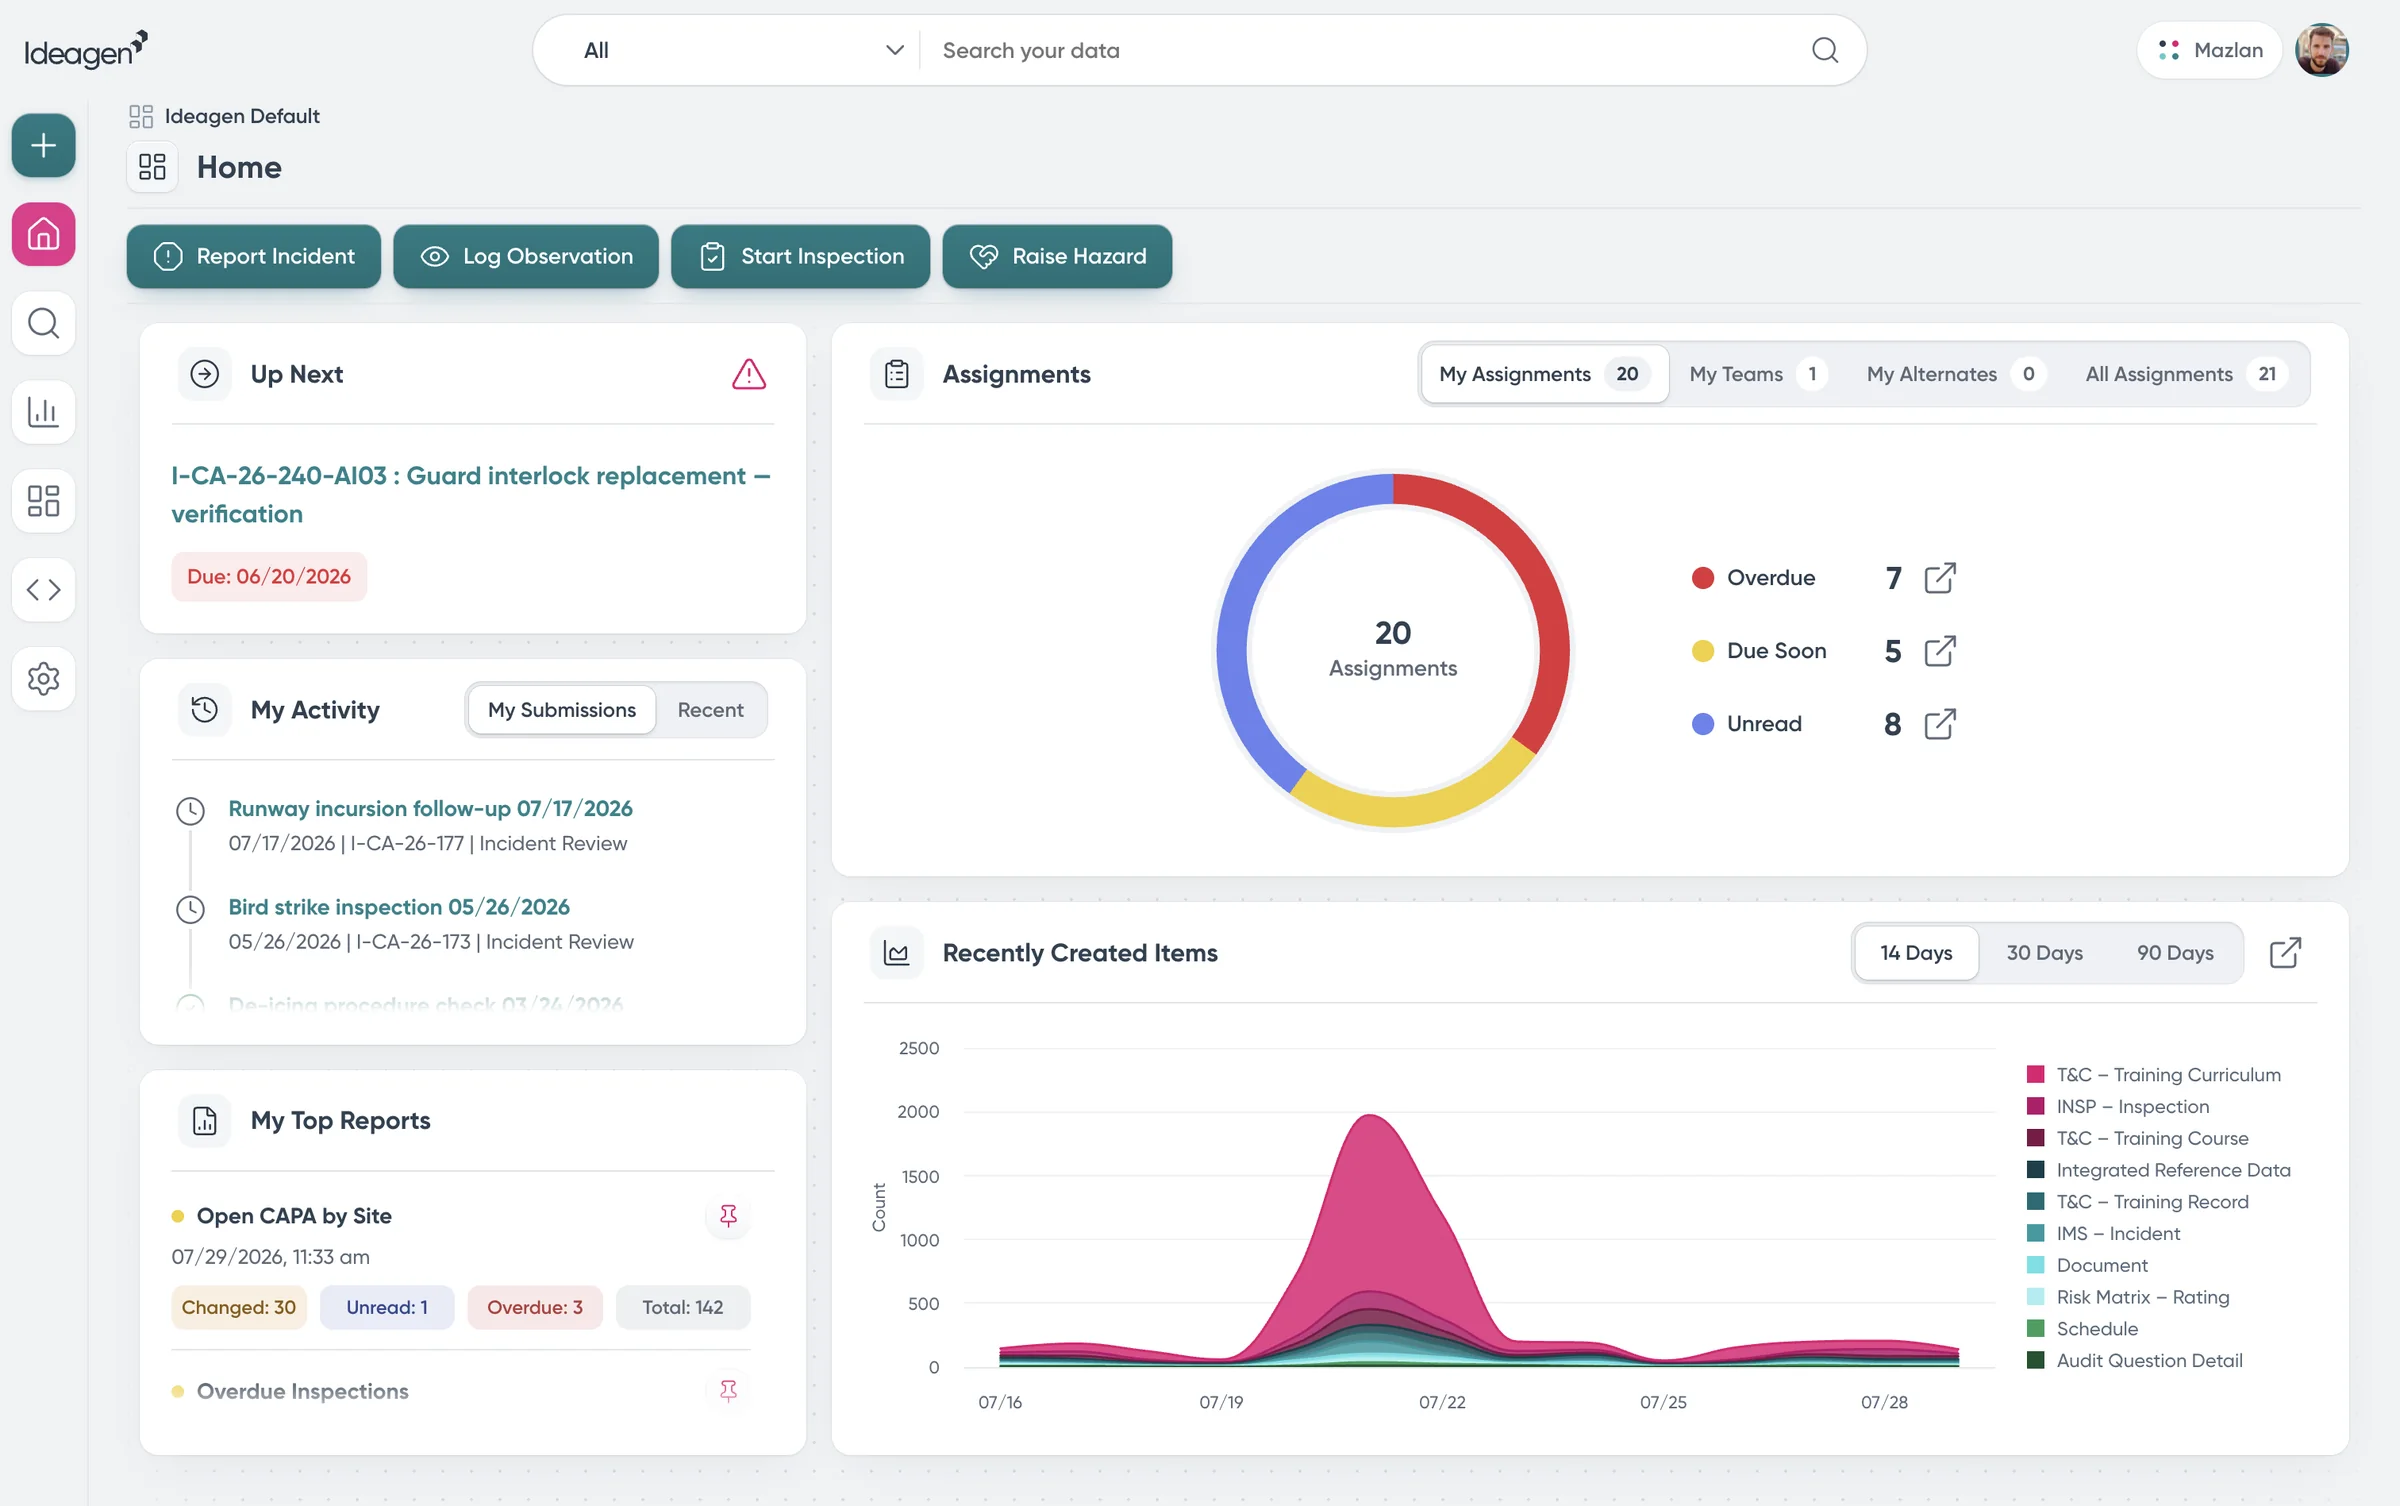 Ideagen
All
Search your data
Mazlan
Ideagen Default
Home
Report Incident
Log Observation
Start Inspection
Raise Hazard
Up Next
I-CA-26-240-AI03 : Guard interlock replacement –
verification
Due: 06/20/2026
My Activity
My Submissions
Recent
Runway incursion follow-up 07/17/2026
07/17/2026 | I-CA-26-177 | Incident Review
Bird strike inspection 05/26/2026
05/26/2026 | I-CA-26-173 | Incident Review
De-icing procedure check 03/24/2026
My Top Reports
Open CAPA by Site
07/29/2026, 11:33 am
Changed: 30
Unread: 1
Overdue: 3
Total: 142
Overdue Inspections
Assignments
My Assignments 20
My Teams 1
My Alternates 0
All Assignments 21
20
Assignments
Overdue 7
Due Soon 5
Unread 8
Recently Created Items
14 Days
30 Days
90 Days
2500
2000
1500
1000
500
0
Count
07/16
07/19
07/22
07/25
07/28
T&C – Training Curriculum
INSP – Inspection
T&C – Training Course
Integrated Reference Data
T&C – Training Record
IMS – Incident
Document
Risk Matrix – Rating
Schedule
Audit Question Detail